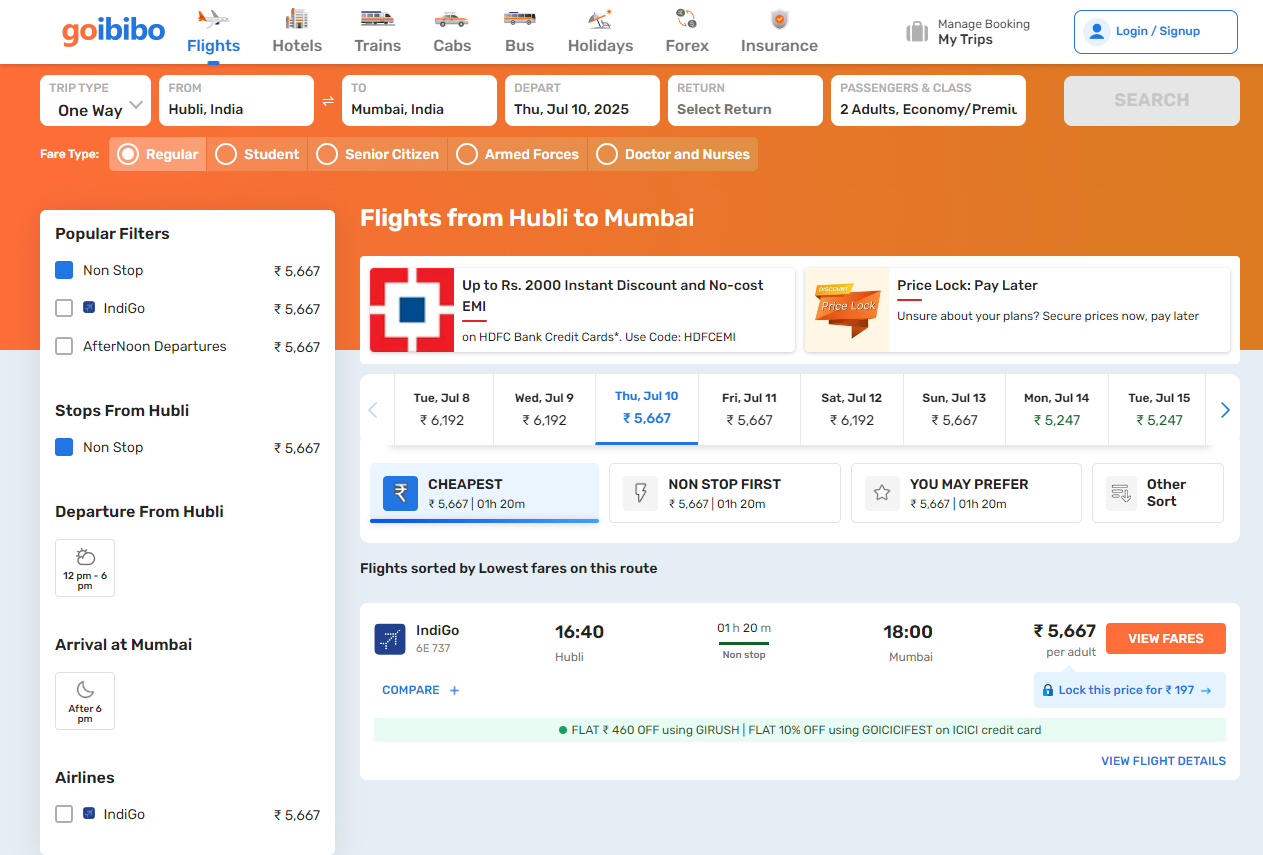 goibibo
Flights
Hotels
Trains
Cabs
Bus
Holidays
Forex
Insurance
Manage Booking
My Trips
Login / Signup
TRIP TYPE
One Way
FROM
Hubli, India
TO
Mumbai, India
DEPART
Thu, Jul 10, 2025
RETURN
Select Return
PASSENGERS & CLASS
2 Adults, Economy/Premiu
SEARCH
Fare Type:
Regular
Student
Senior Citizen
Armed Forces
Doctor and Nurses
Popular Filters
Non Stop ₹ 5,667
IndiGo ₹ 5,667
AfterNoon Departures ₹ 5,667
Stops From Hubli
Non Stop ₹ 5,667
Departure From Hubli
12 pm - 6
pm
Arrival at Mumbai
After 6
pm
Airlines
IndiGo ₹ 5,667
Flights from Hubli to Mumbai
Up to Rs. 2000 Instant Discount and No-cost
EMI
on HDFC Bank Credit Cards*. Use Code: HDFCEMI
DISCOUNT
Price Lock
Price Lock: Pay Later
Unsure about your plans? Secure prices now, pay later
Tue, Jul 8
₹ 6,192
Wed, Jul 9
₹ 6,192
Thu, Jul 10
₹ 5,667
Fri, Jul 11
₹ 5,667
Sat, Jul 12
₹ 6,192
Sun, Jul 13
₹ 5,667
Mon, Jul 14
₹ 5,247
Tue, Jul 15
₹ 5,247
CHEAPEST
₹ 5,667 | 01h 20m
NON STOP FIRST
₹ 5,667 | 01h 20m
YOU MAY PREFER
₹ 5,667 | 01h 20m
Other
Sort
Flights sorted by Lowest fares on this route
IndiGo
6E 737
16:40
Hubli
01 h 20 m
Non stop
18:00
Mumbai
₹ 5,667
per adult
VIEW FARES
COMPARE +
Lock this price for ₹ 197 →
FLAT ₹ 460 OFF using GIRUSH | FLAT 10% OFF using GOICICIFEST on ICICI credit card
VIEW FLIGHT DETAILS